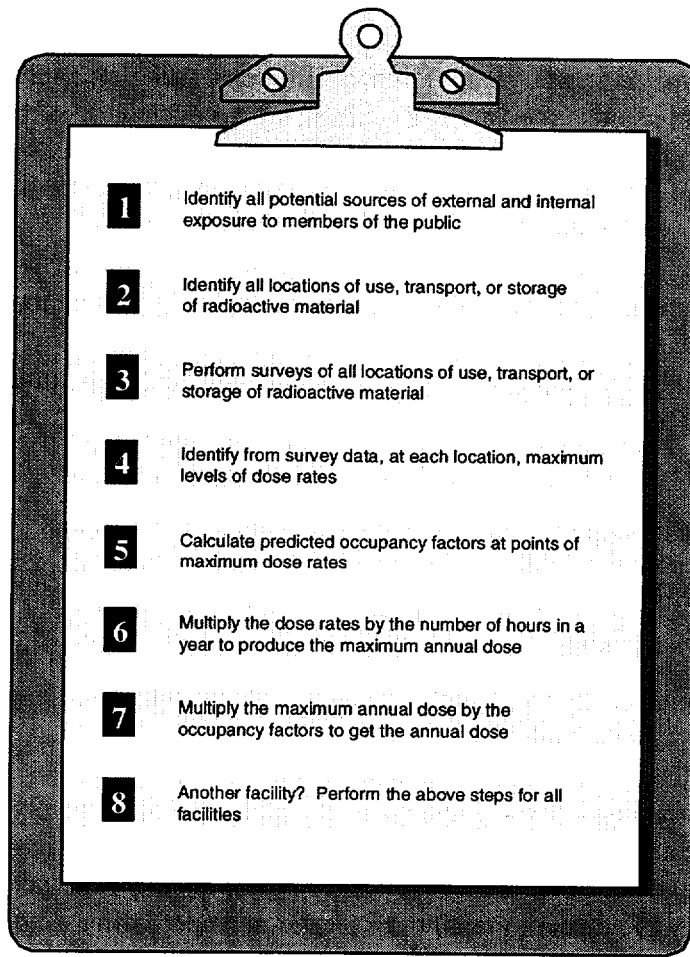 1 Identify all potential sources of external and internal
exposure to members of the public
2 Identify all locations of use, transport, or storage
of radioactive material
3 Perform surveys of all locations of use, transport, or
storage of radioactive material
4 Identify from survey data, at each location, maximum
levels of dose rates
5 Calculate predicted occupancy factors at points of
maximum dose rates
6 Multiply the dose rates by the number of hours in a
year to produce the maximum annual dose
7 Multiply the maximum annual dose by the
occupancy factors to get the annual dose
8 Another facility? Perform the above steps for all
facilities